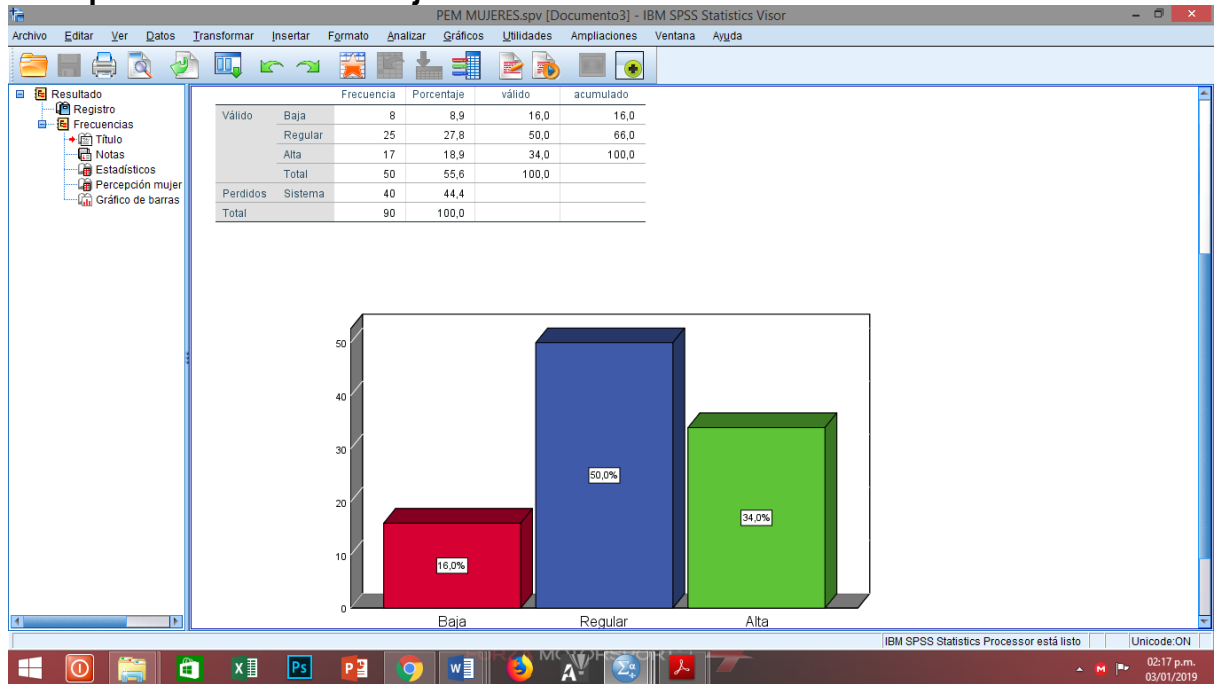 PEM MUJERES.spv [Documento3] - IBM SPSS Statistics Visor
Archivo Editar Ver Datos Transformar Insertar Formato Analizar Gráficos Utilidades Ampliaciones Ventana Ayuda
Resultado
Registro
Frecuencias
Título
Notas
Estadísticos
Percepción mujer
Gráfico de barras
Frecuencia Porcentaje válido acumulado
Válido Baja 8 8,9 16,0 16,0
Regular 25 27,8 50,0 66,0
Alta 17 18,9 34,0 100,0
Total 50 55,6 100,0
Perdidos Sistema 40 44,4
Total 90 100,0
50
40
30
20
10
0
16,0%
50,0%
34,0%
Baja Regular Alta
IBM SPSS Statistics Processor está listo Unicode:ON
02:17 p.m.
03/01/2019